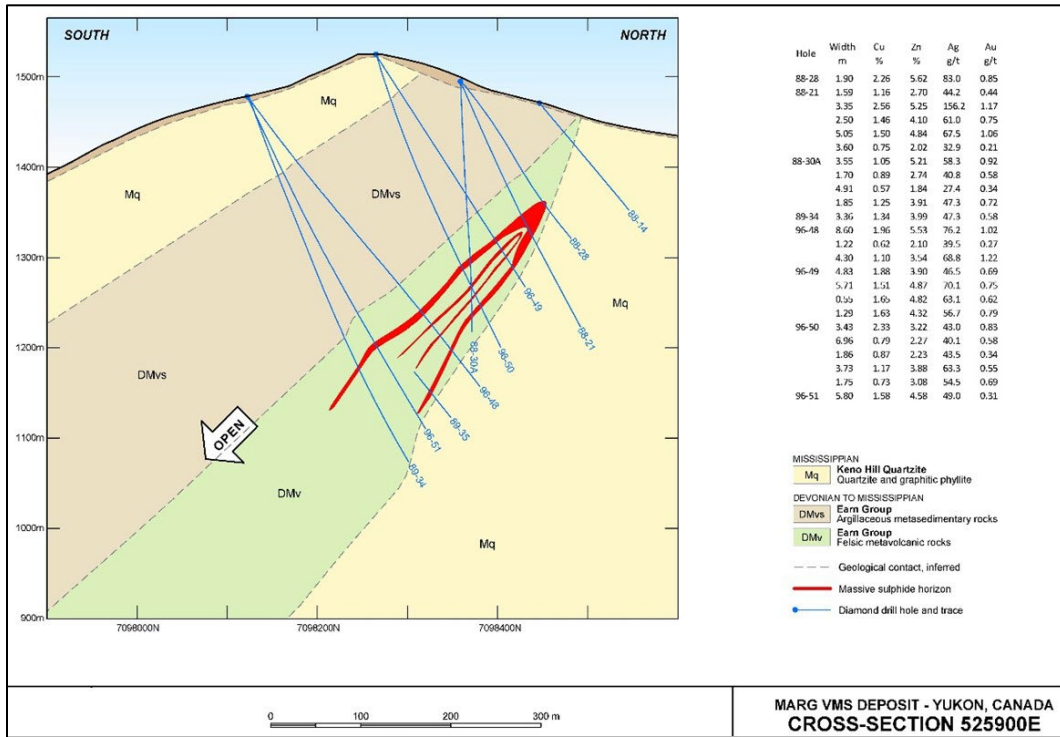 SOUTH
NORTH
1500m
1400m
1300m
1200m
1100m
1000m
900m
7098000N
7098200N
7098400N
Mq
Mq
DMvs
DMvs
DMv
Mq
Mq
OPEN
88-14
88-28
96-49
68-21
96-50
88-30A
96-48
89-35
96-51
89-34
Hole Width Cu Zn Ag Au
m % % g/t g/t
88-28 1.90 2.26 5.62 83.0 0.85
88-21 1.59 1.16 2.70 44.2 0.44
3.35 2.56 5.25 156.2 1.17
2.50 1.46 4.10 61.0 0.75
5.05 1.50 4.84 67.5 1.06
3.60 0.75 2.02 32.9 0.21
88-30A 3.55 1.05 5.21 58.3 0.92
1.70 0.89 2.74 40.8 0.58
4.91 0.57 1.84 27.4 0.34
1.85 1.25 3.91 47.3 0.72
89-34 3.36 1.34 3.99 47.3 0.58
96-48 8.60 1.96 5.53 76.2 1.02
1.22 0.62 2.10 39.5 0.27
4.30 1.10 3.54 68.8 1.22
96-49 4.83 1.88 3.90 46.5 0.69
5.71 1.51 4.87 70.1 0.75
0.55 1.65 4.82 63.1 0.62
1.29 1.63 4.32 56.7 0.79
96-50 3.43 2.33 3.22 43.0 0.83
6.96 0.79 2.27 40.1 0.58
1.86 0.87 2.23 43.5 0.34
3.73 1.17 3.88 63.3 0.55
1.75 0.73 3.08 54.5 0.69
96-51 5.80 1.58 4.58 49.0 0.31
MISSISSIPPIAN
Mq Keno Hill Quartzite
Quartzite and graphitic phyllite
DEVONIAN TO MISSISSIPPIAN
DMvs Earn Group
Argillaceous metasedimentary rocks
DMv Earn Group
Felsic metavolcanic rocks
Geological contact, inferred
Massive sulphide horizon
Diamond drill hole and trace
0 100 200 300 m
MARG VMS DEPOSIT - YUKON, CANADA
CROSS-SECTION 525900E